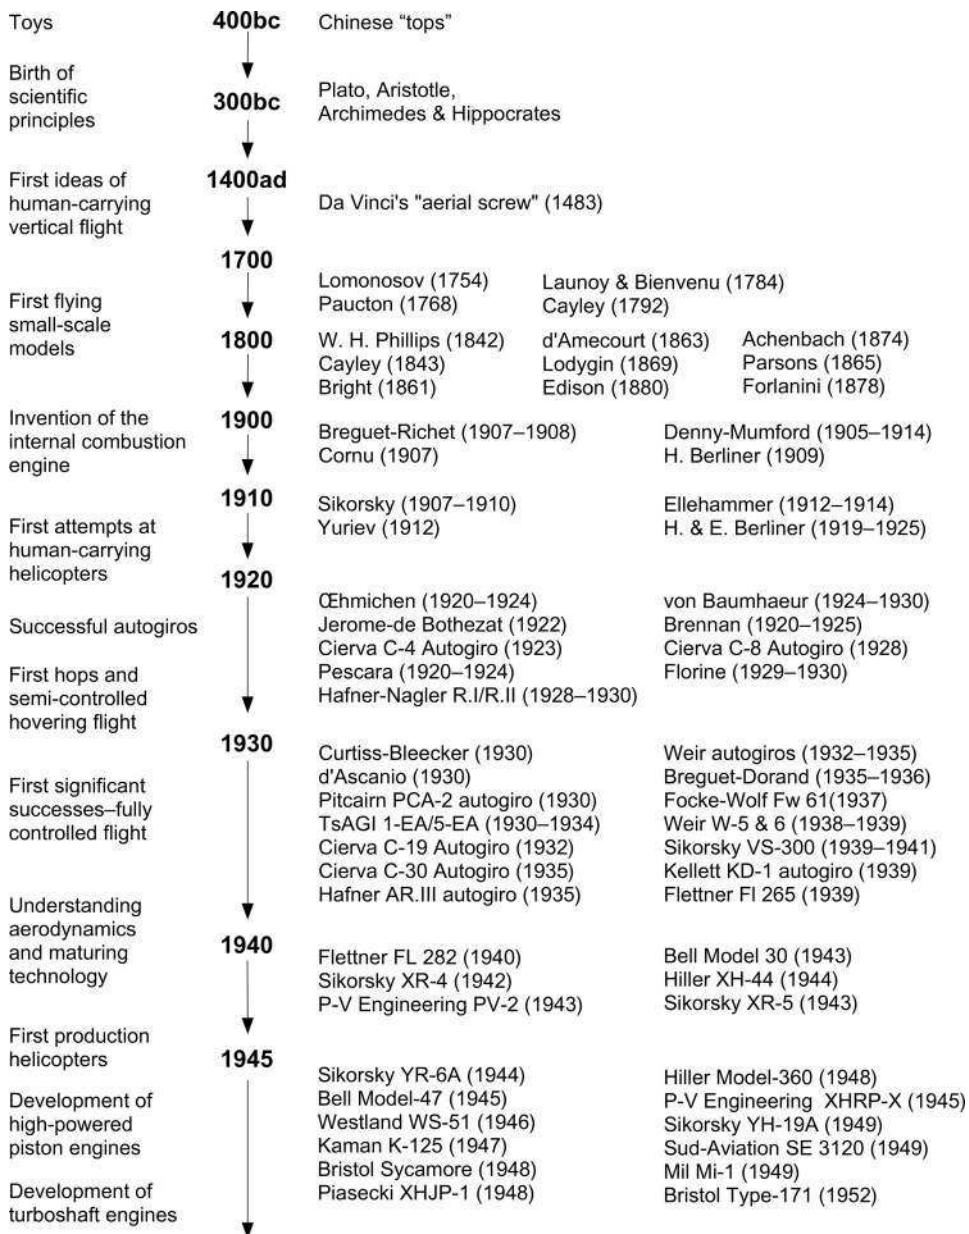 Toys 400bc Chinese “tops”
Birth of
scientific
principles
300bc
Plato, Aristotle,
Archimedes & Hippocrates
First ideas of
human-carrying
vertical flight
1400ad
Da Vinci's "aerial screw" (1483)
1700
First flying
small-scale
models
Lomonosov (1754) Launoy & Bienvenu (1784)
Paucton (1768) Cayley (1792)
1800
W. H. Phillips (1842) d'Amecourt (1863) Achenbach (1874)
Cayley (1843) Lodygin (1869) Parsons (1865)
Bright (1861) Edison (1880) Forlanini (1878)
Invention of the
internal combustion
engine
1900
Breguet-Richet (1907–1908) Denny-Mumford (1905–1914)
Cornu (1907) H. Berliner (1909)
1910
First attempts at
human-carrying
helicopters
Sikorsky (1907–1910) Ellehammer (1912–1914)
Yuriev (1912) H. & E. Berliner (1919–1925)
1920
Successful autogiros
First hops and
semi-controlled
hovering flight
Œhmichen (1920–1924) von Baumhaeur (1924–1930)
Jerome-de Bothezat (1922) Brennan (1920–1925)
Cierva C-4 Autogiro (1923) Cierva C-8 Autogiro (1928)
Pescara (1920–1924) Florine (1929–1930)
Hafner-Nagler R.I/R.II (1928–1930)
1930
First significant
successes–fully
controlled flight
Curtiss-Bleecker (1930) Weir autogiros (1932–1935)
d'Ascanio (1930) Breguet-Dorand (1935–1936)
Pitcairn PCA-2 autogiro (1930) Focke-Wolf Fw 61(1937)
TsAGI 1-EA/5-EA (1930–1934) Weir W-5 & 6 (1938–1939)
Cierva C-19 Autogiro (1932) Sikorsky VS-300 (1939–1941)
Cierva C-30 Autogiro (1935) Kellett KD-1 autogiro (1939)
Hafner AR.III autogiro (1935) Flettner Fl 265 (1939)
Understanding
aerodynamics
and maturing
technology
1940
Flettner FL 282 (1940) Bell Model 30 (1943)
Sikorsky XR-4 (1942) Hiller XH-44 (1944)
P-V Engineering PV-2 (1943) Sikorsky XR-5 (1943)
First production
helicopters
1945
Development of
high-powered
piston engines
Development of
turboshaft engines
Sikorsky YR-6A (1944) Hiller Model-360 (1948)
Bell Model-47 (1945) P-V Engineering XHRP-X (1945)
Westland WS-51 (1946) Sikorsky YH-19A (1949)
Kaman K-125 (1947) Sud-Aviation SE 3120 (1949)
Bristol Sycamore (1948) Mil Mi-1 (1949)
Piasecki XHJP-1 (1948) Bristol Type-171 (1952)